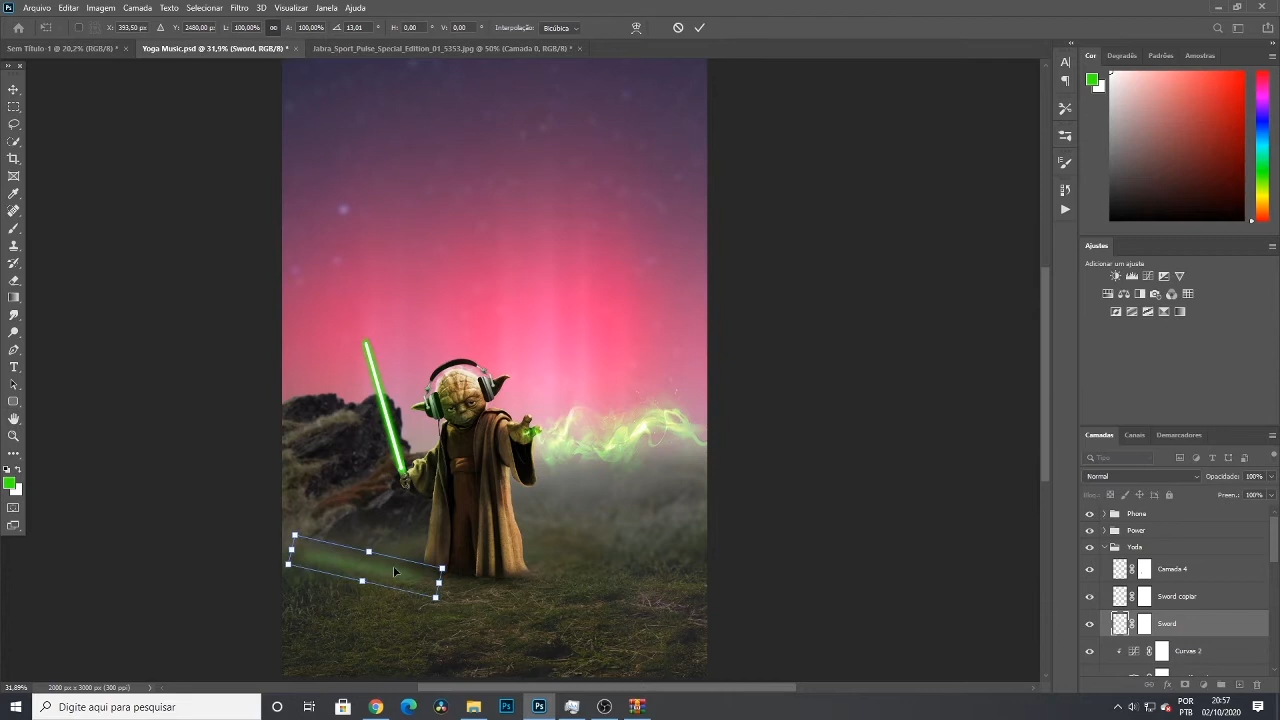 Arquivo Editar Imagem Camada Texto Selecionar Filtro 3D Visualizar Janela Ajuda
X: 393,50 px Y: 2480,00 px L: 100,00% A: 100,00% 13,01 ° H: 0,00 ° V: 0,00 ° Interpolação: Bicúbica
Sem Título-1 @ 20,2% (RGB/8) * × Yoga Music.psd @ 31,9% (Sword, RGB/8) * × Jabra_Sport_Pulse_Special_Edition_01_5353.jpg @ 50% (Camada 0, RGB/8) * ×
Cor Degradês Padrões Amostras
Ajustes
Adicionar um ajuste
Camadas Canais Demarcadores
Tipo
Normal Opacidade: 100%
Bloq.: Preen.: 100%
Phone
Power
Yoda
Camada 4
Sword copiar
Sword
Curvas 2
31,89% 2000 px x 3000 px (300 ppi)
Digite aqui para pesquisar
POR 20:57
PTB 02/10/2020